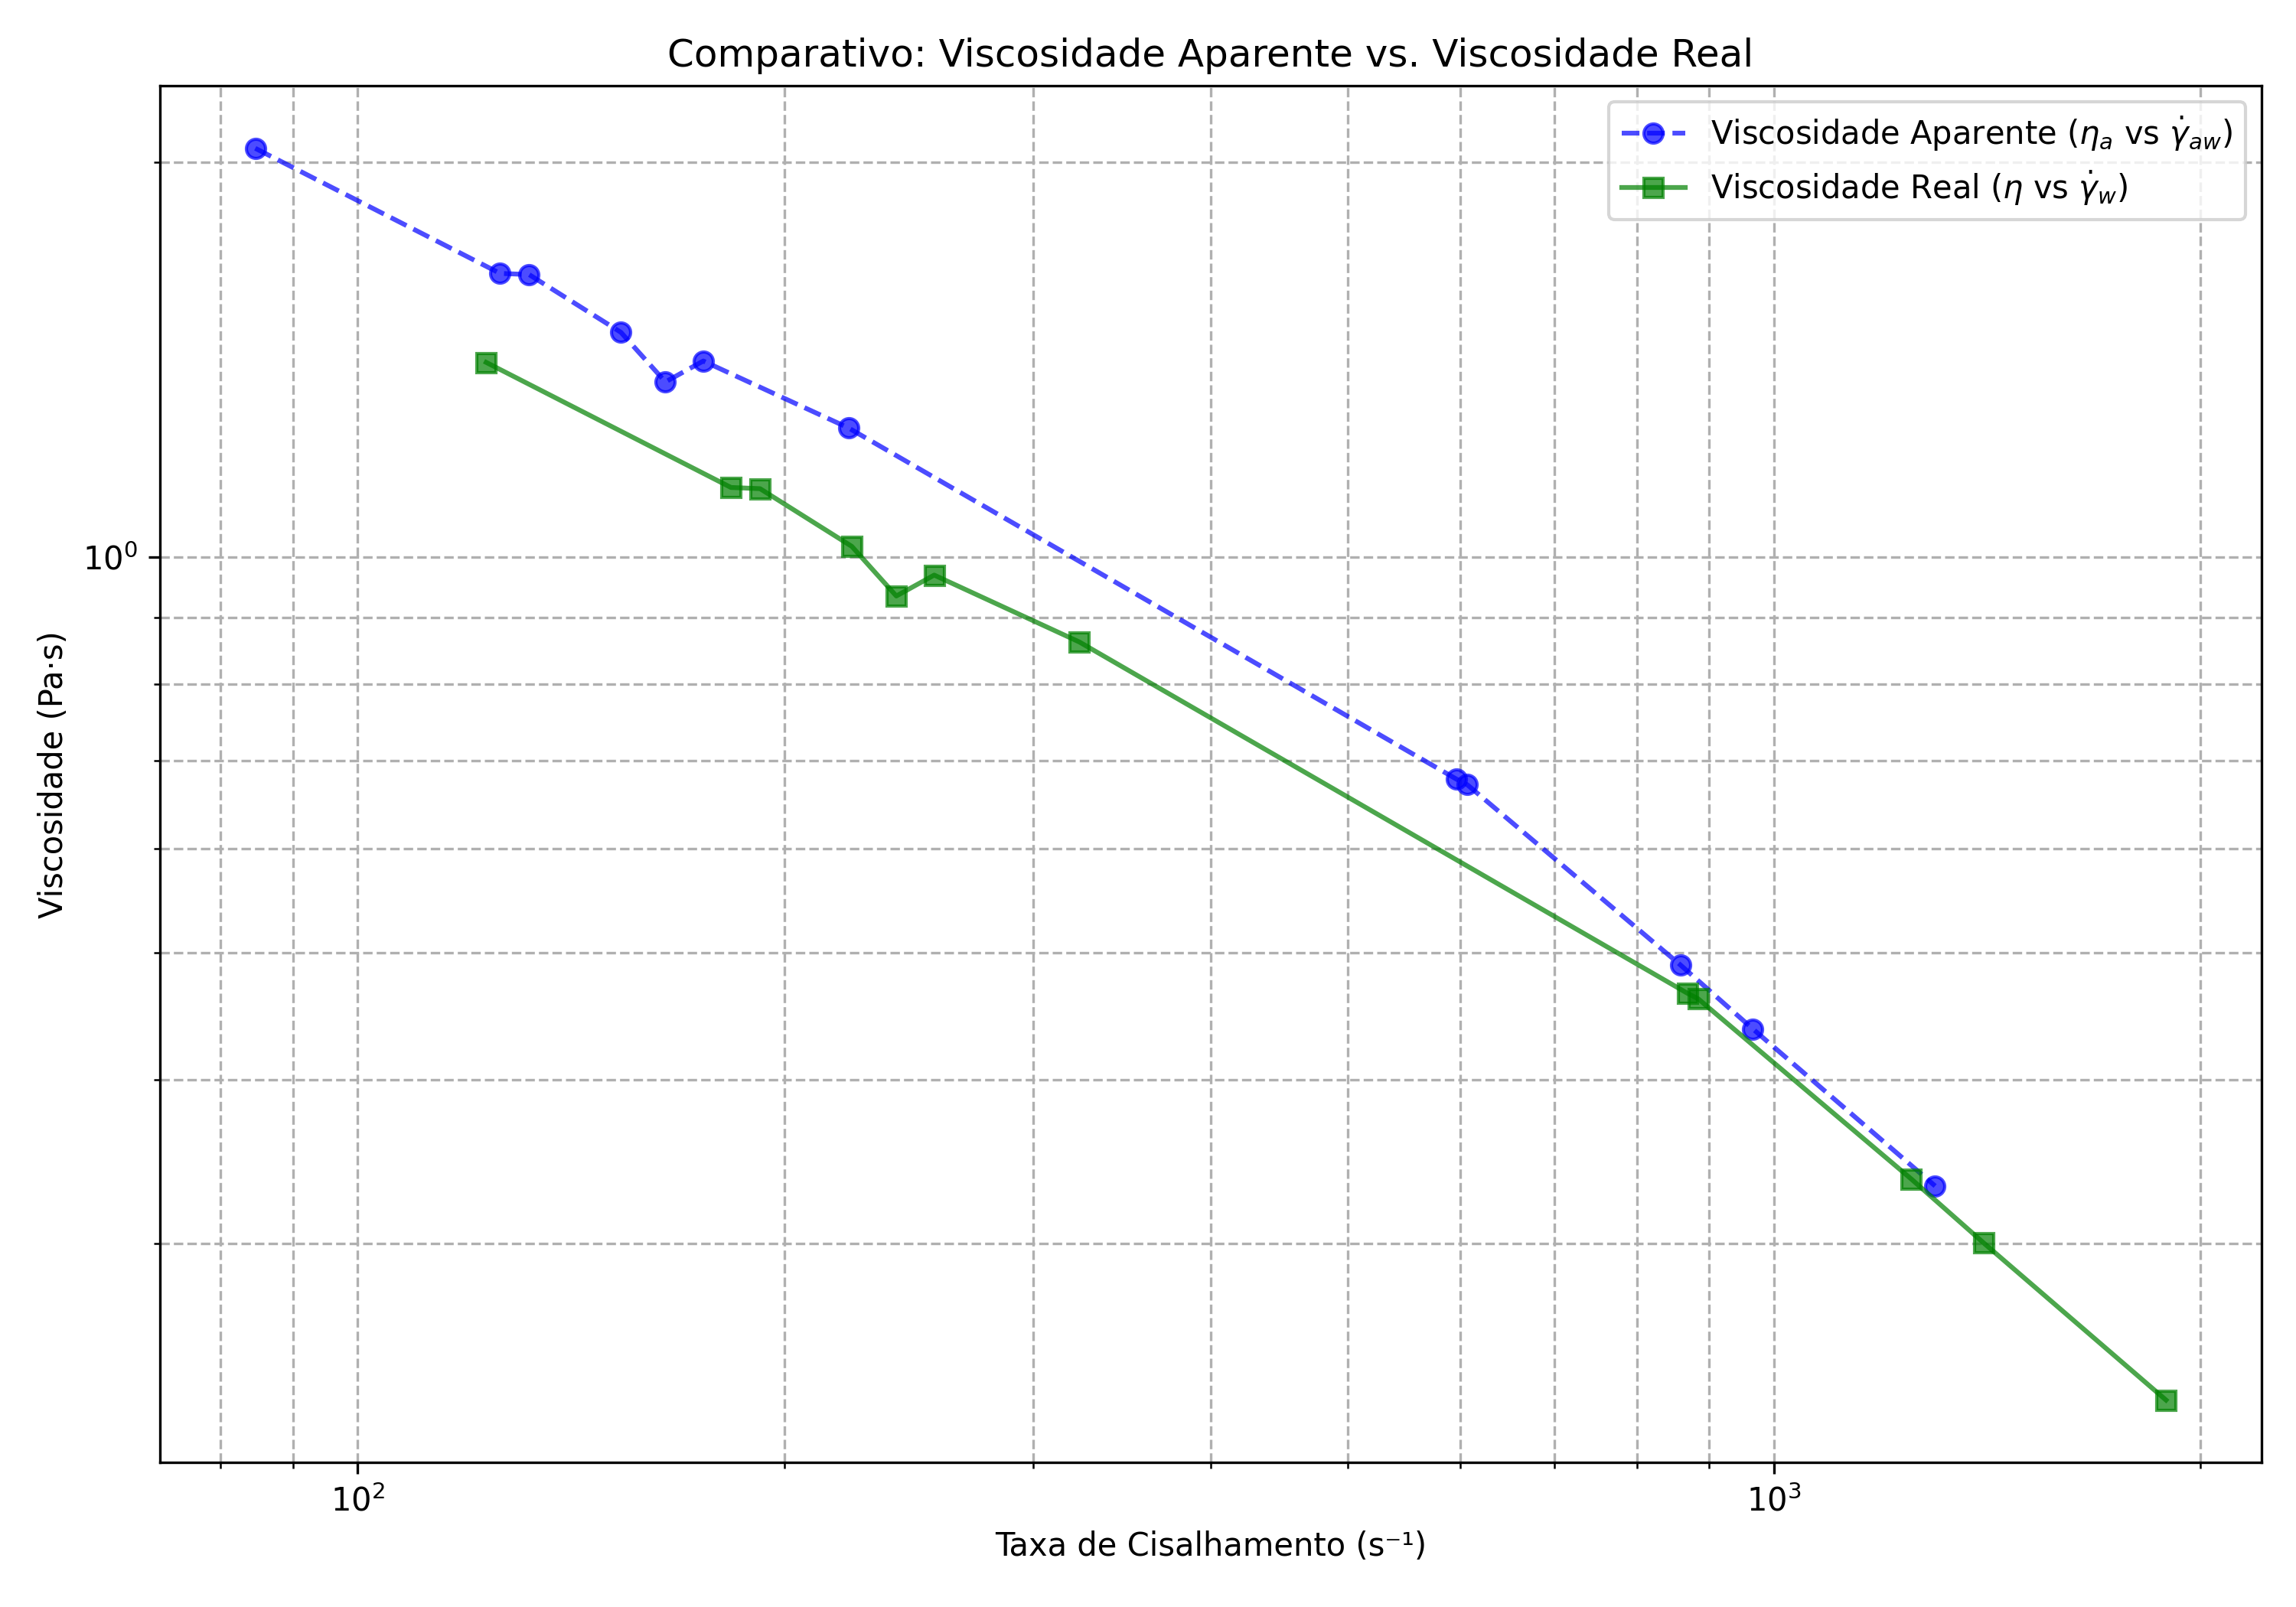 Comparativo: Viscosidade Aparente vs. Viscosidade Real
Viscosidade Aparente (ηₐ vs γ̇ₐw)
Viscosidade Real (η vs γ̇w)
Viscosidade (Pa·s)
10⁰
10²
10³
Taxa de Cisalhamento (s⁻¹)